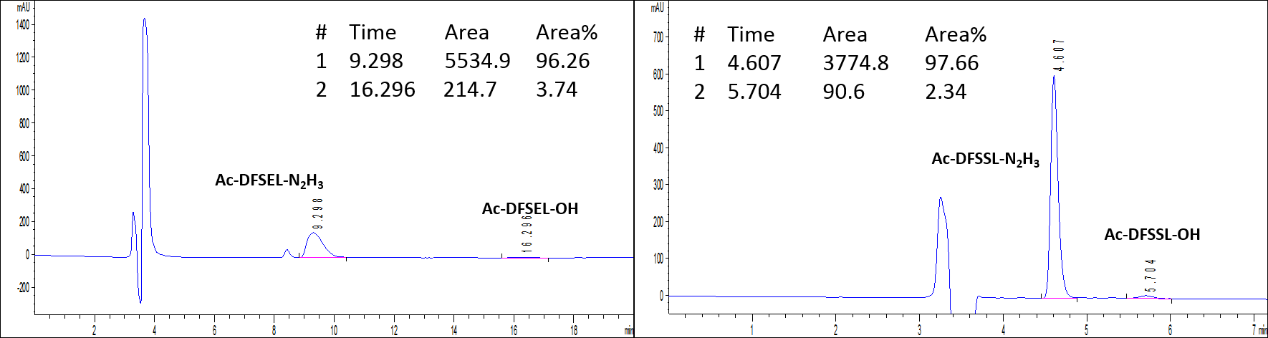 mAU
1400
1200
1000
800
600
400
200
0
-200
# Time Area Area%
1 9.298 5534.9 96.26
2 16.296 214.7 3.74
Ac-DFSEL-N₂H₃
9.298
Ac-DFSEL-OH
16.296
2 4 6 8 10 12 14 16 18 min
mAU
700
600
500
400
300
200
100
0
# Time Area Area%
1 4.607 3774.8 97.66
2 5.704 90.6 2.34
4.607
Ac-DFSSL-N₂H₃
Ac-DFSSL-OH
5.704
1 2 3 4 5 6 7 min